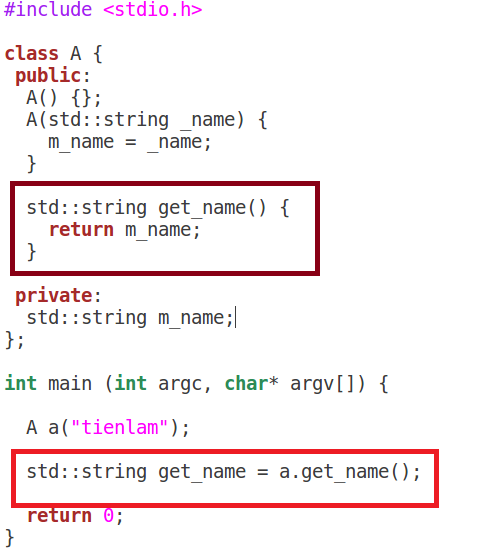 #include <stdio.h>
class A {
public:
A() {};
A(std::string _name) {
m_name = _name;
}
std::string get_name() {
return m_name;
}
private:
std::string m_name;
};
int main (int argc, char* argv[]) {
A a("tienlam");
std::string get_name = a.get_name();
return 0;
}